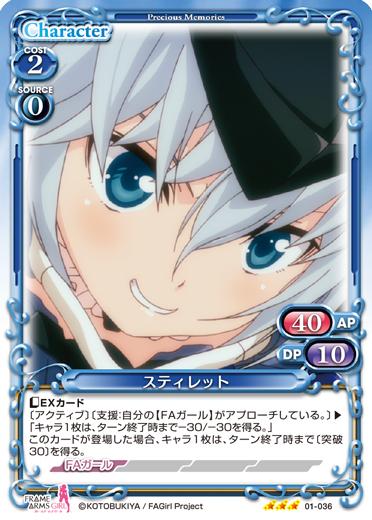 Precious Memories
Character
COST
2
SOURCE
0
40 AP
DP 10
スティレット
EXカード
〔アクティブ〕〔支援:自分の【FAガール】がアプローチしている。〕▶
「キャラ1枚は、ターン終了時まで－30/－30を得る。」
このカードが登場した場合、キャラ1枚は、ターン終了時まで〔突破
30〕を得る。
FAガール
FRAME
ARMS GIRL
©KOTOBUKIYA / FAGirl Project
01-036